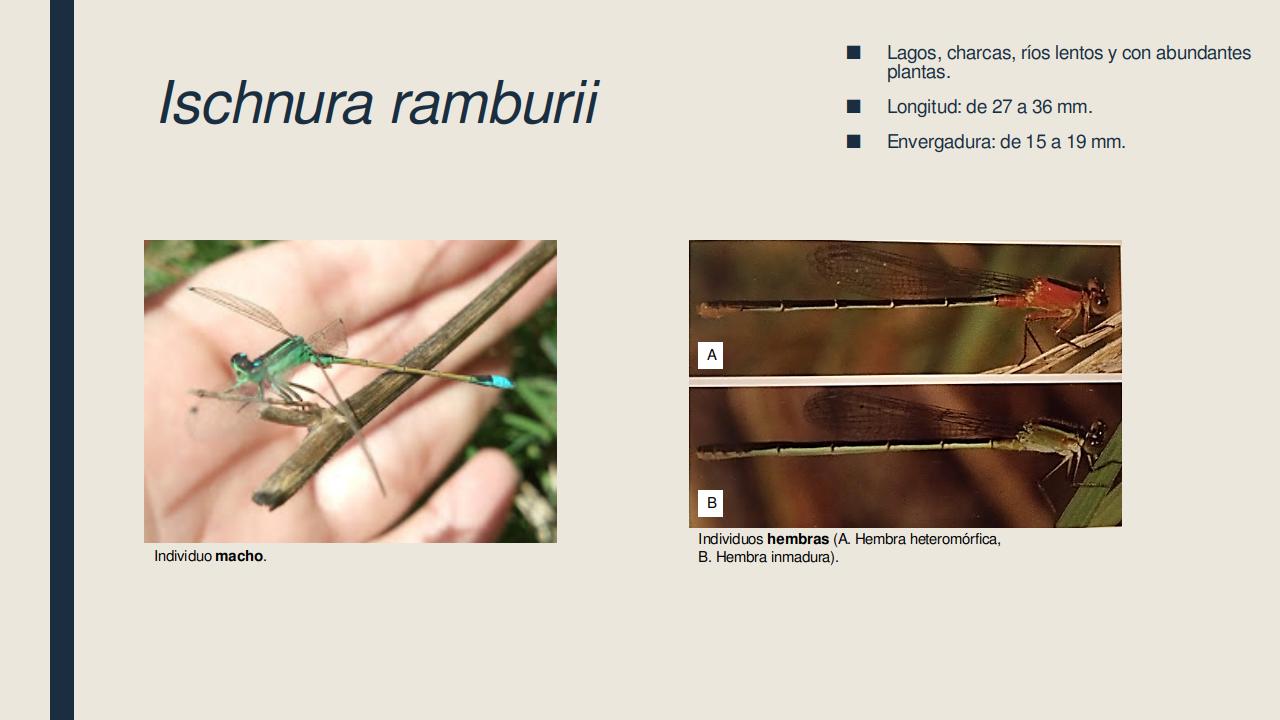 Ischnura ramburii
■ Lagos, charcas, ríos lentos y con abundantes
plantas.
■ Longitud: de 27 a 36 mm.
■ Envergadura: de 15 a 19 mm.
Individuo macho.
A
B
Individuos hembras (A. Hembra heteromórfica,
B. Hembra inmadura).